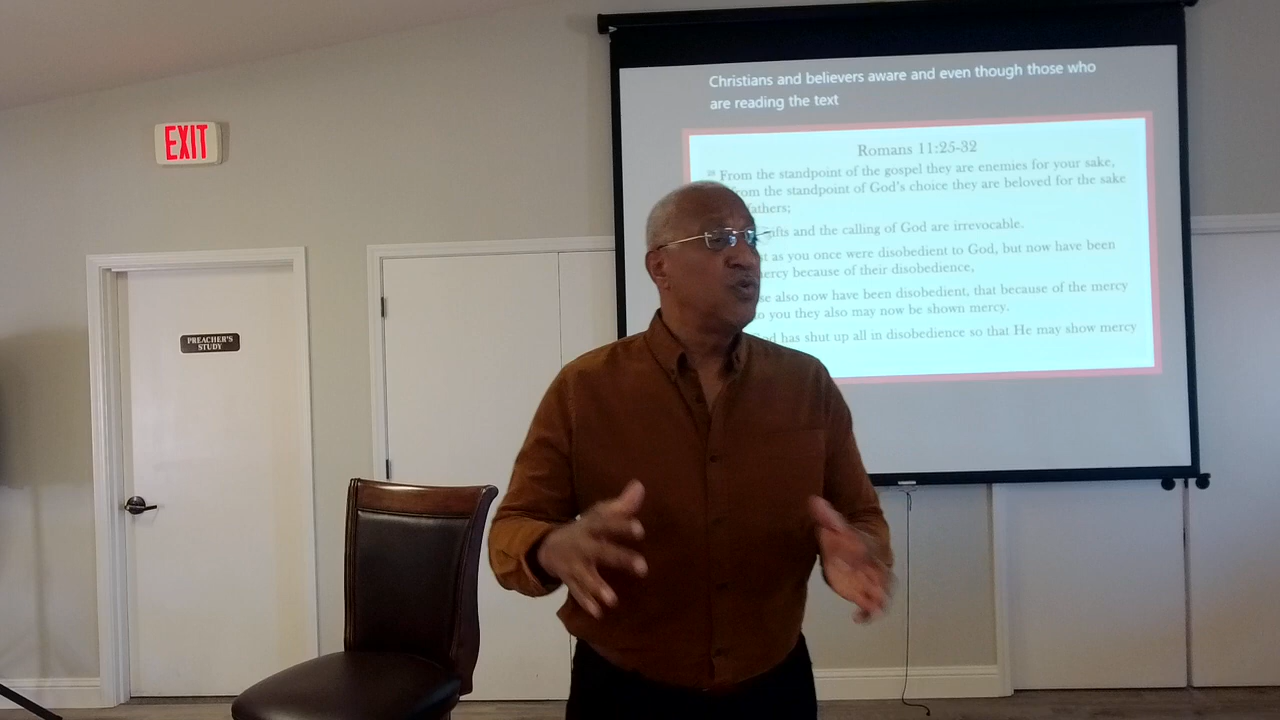 EXIT
PREACHER'S
STUDY
Christians and believers aware and even though those who
are reading the text
Romans 11:25-32
28 From the standpoint of the gospel they are enemies for your sake,
from the standpoint of God's choice they are beloved for the sake
fathers;
and the calling of God are irrevocable.
as you once were disobedient to God, but now have been
because of their disobedience,
also now have been disobedient, that because of the mercy
to you they also may now be shown mercy.
God has shut up all in disobedience so that He may show mercy